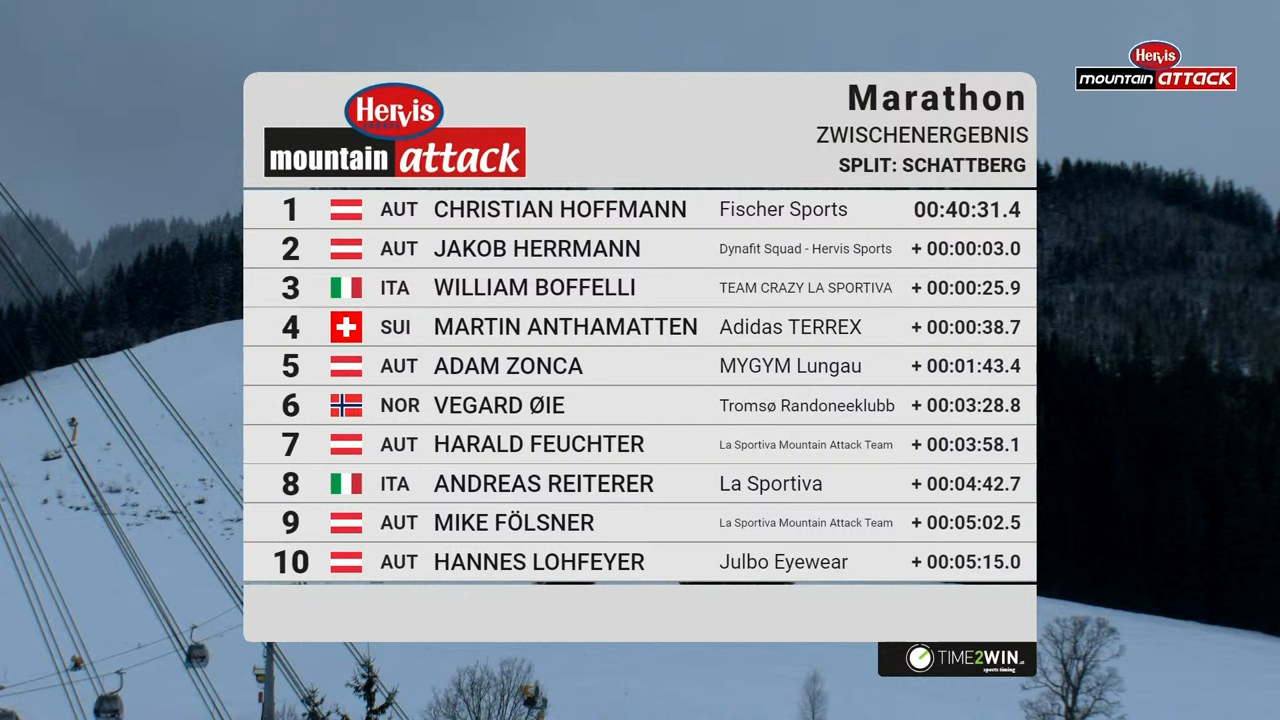 Hervis
mountain attack
Hervis
SPORTS
mountain attack
Marathon
ZWISCHENERGEBNIS
SPLIT: SCHATTBERG
1 AUT CHRISTIAN HOFFMANN Fischer Sports 00:40:31.4
2 AUT JAKOB HERRMANN Dynafit Squad - Hervis Sports + 00:00:03.0
3 ITA WILLIAM BOFFELLI TEAM CRAZY LA SPORTIVA + 00:00:25.9
4 SUI MARTIN ANTHAMATTEN Adidas TERREX + 00:00:38.7
5 AUT ADAM ZONCA MYGYM Lungau + 00:01:43.4
6 NOR VEGARD ØIE Tromsø Randoneeklubb + 00:03:28.8
7 AUT HARALD FEUCHTER La Sportiva Mountain Attack Team + 00:03:58.1
8 ITA ANDREAS REITERER La Sportiva + 00:04:42.7
9 AUT MIKE FÖLSNER La Sportiva Mountain Attack Team + 00:05:02.5
10 AUT HANNES LOHFEYER Julbo Eyewear + 00:05:15.0
TIME2WIN.at
sports timing